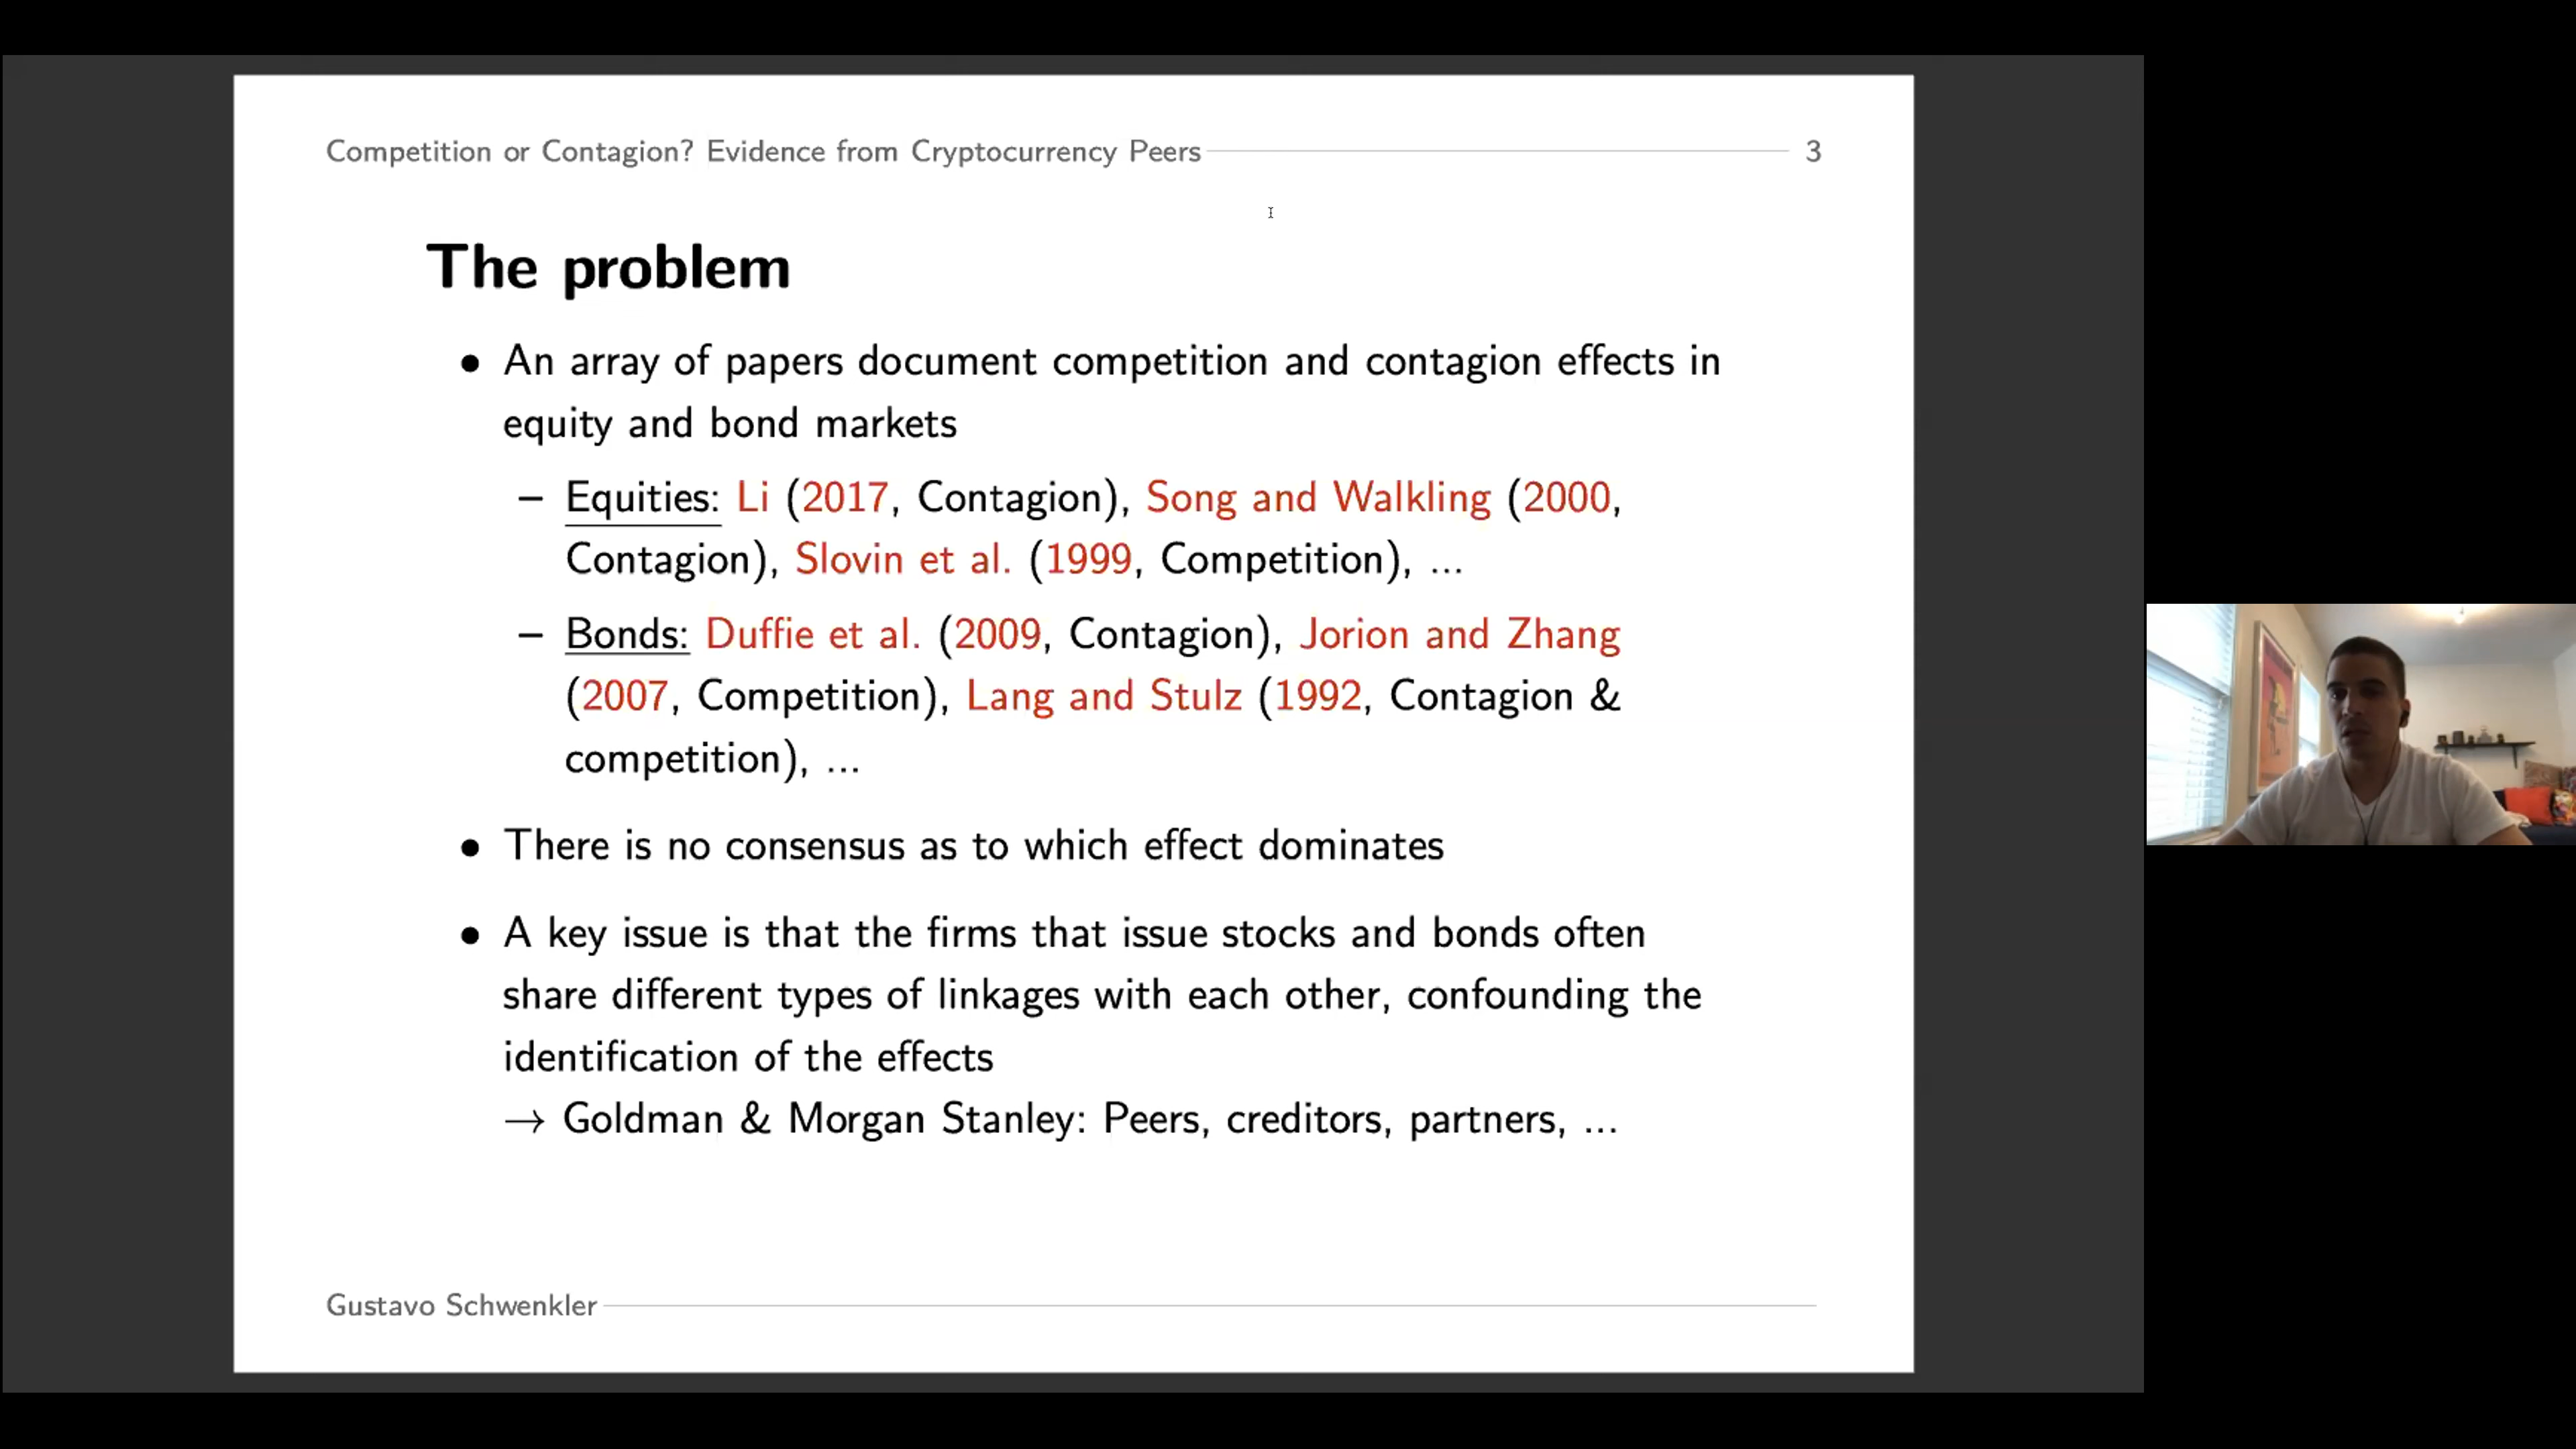 Competition or Contagion? Evidence from Cryptocurrency Peers 3
The problem
• An array of papers document competition and contagion effects in
equity and bond markets
– Equities: Li (2017, Contagion), Song and Walkling (2000,
Contagion), Slovin et al. (1999, Competition), ...
– Bonds: Duffie et al. (2009, Contagion), Jorion and Zhang
(2007, Competition), Lang and Stulz (1992, Contagion &
competition), ...
• There is no consensus as to which effect dominates
• A key issue is that the firms that issue stocks and bonds often
share different types of linkages with each other, confounding the
identification of the effects
→ Goldman & Morgan Stanley: Peers, creditors, partners, ...
Gustavo Schwenkler